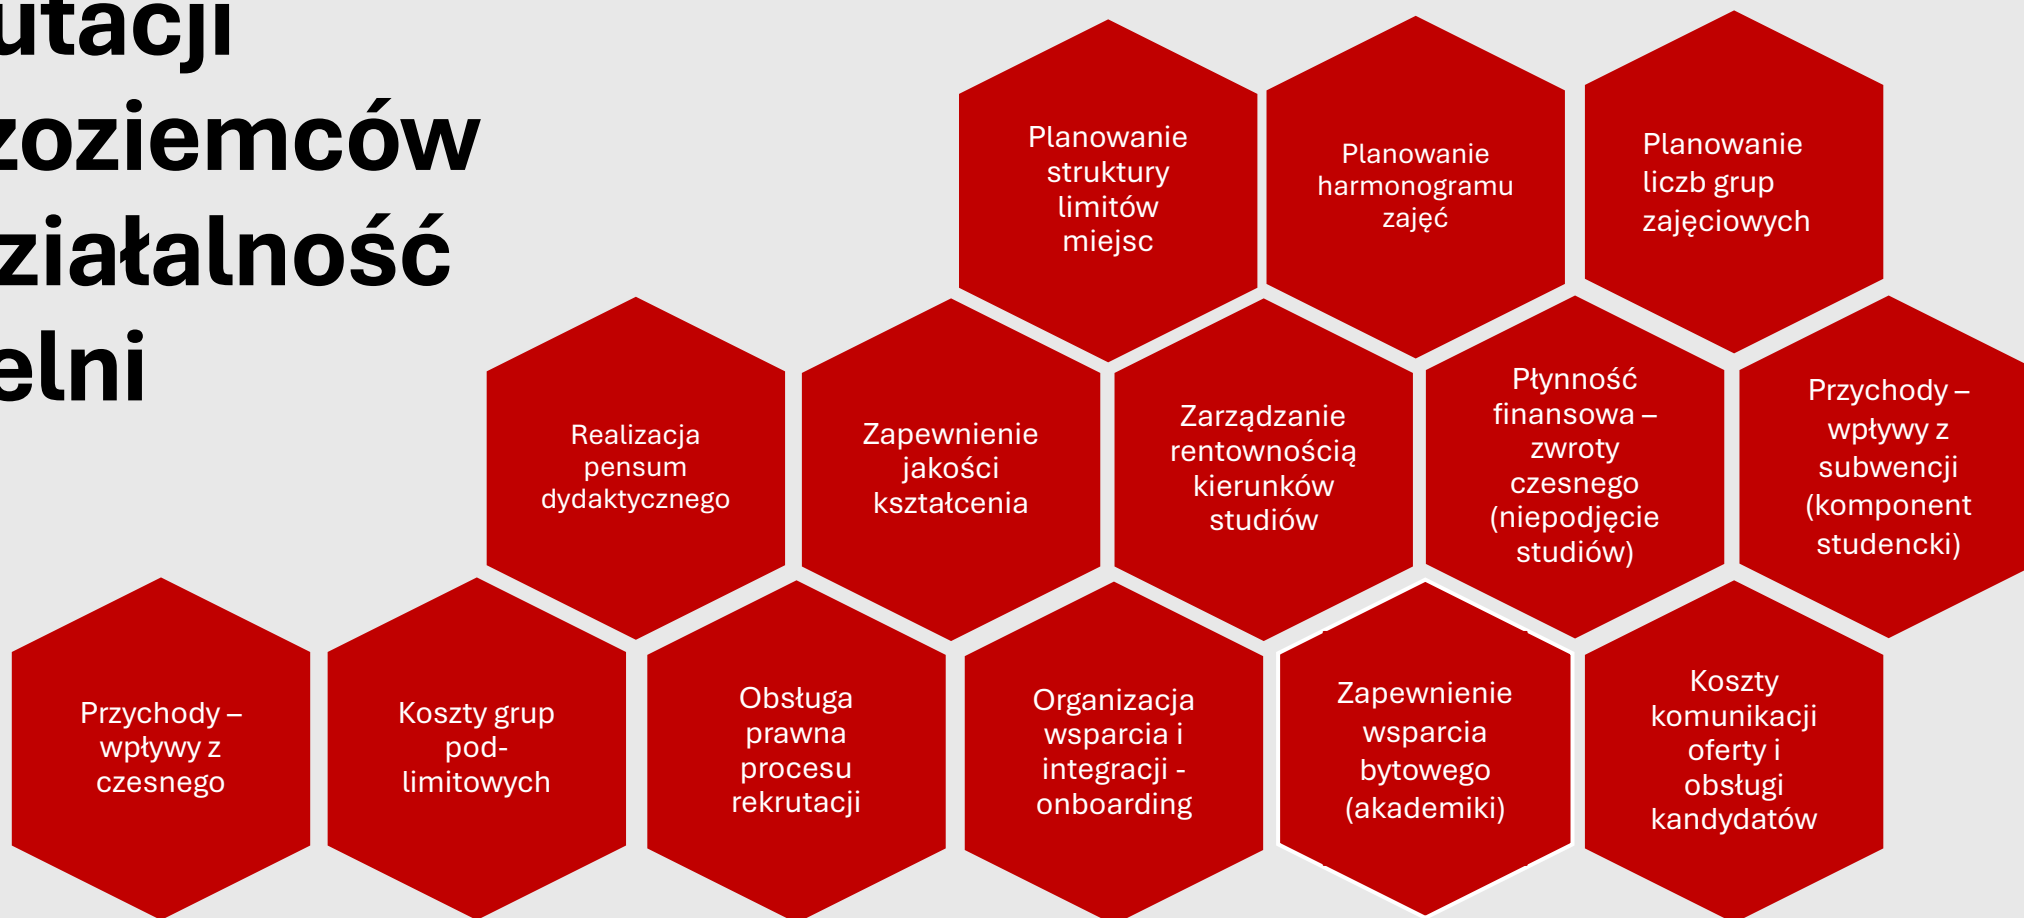 utacji
zoziemców
ziałalność
elni
Planowanie
struktury
limitów
miejsc
Planowanie
harmonogramu
zajęć
Planowanie
liczb grup
zajęciowych
Realizacja
pensum
dydaktycznego
Zapewnienie
jakości
kształcenia
Zarządzanie
rentownością
kierunków
studiów
Płynność
finansowa –
zwroty
czesnego
(niepodjęcie
studiów)
Przychody –
wpływy z
subwencji
(komponent
studencki)
Przychody –
wpływy z
czesnego
Koszty grup
pod-
limitowych
Obsługa
prawna
procesu
rekrutacji
Organizacja
wsparcia i
integracji -
onboarding
Zapewnienie
wsparcia
bytowego
(akademiki)
Koszty
komunikacji
oferty i
obsługi
kandydatów